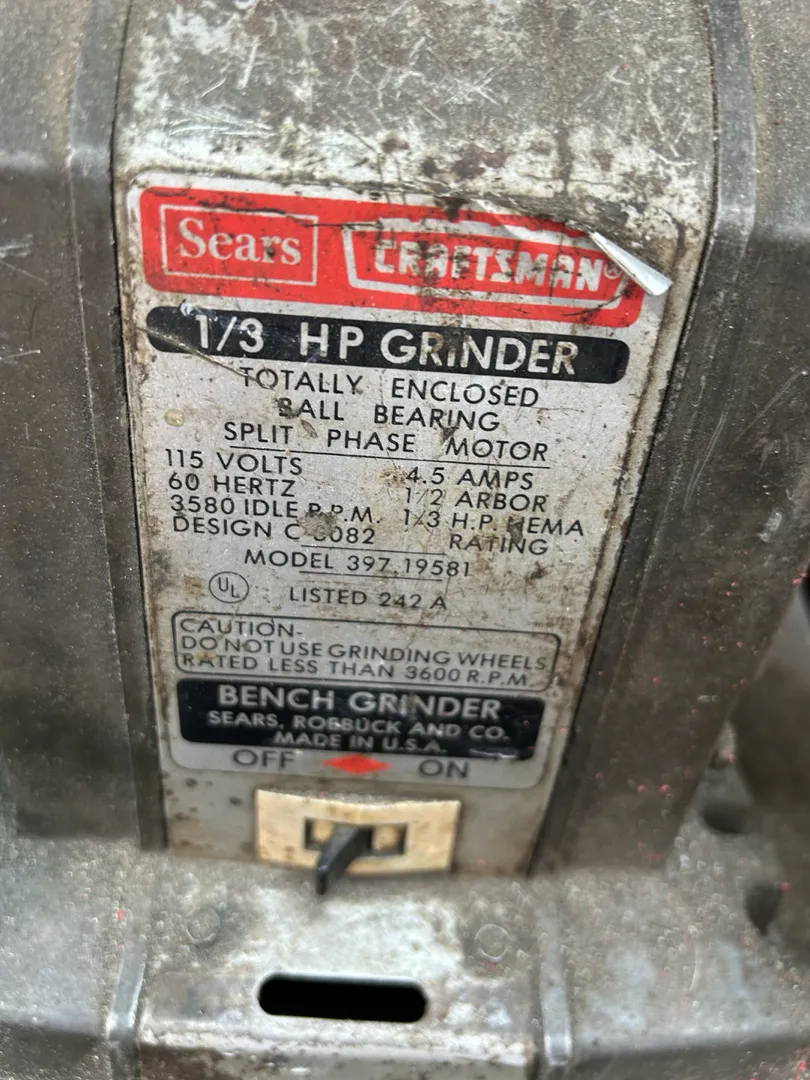 Sears CRAFTSMAN®
1/3 HP GRINDER
TOTALLY ENCLOSED
BALL BEARING
SPLIT PHASE MOTOR
115 VOLTS 4.5 AMPS
60 HERTZ 1/2 ARBOR
3580 IDLE R.P.M. 1/3 H.P. NEMA
DESIGN C 082 RATING
MODEL 397.19581
UL LISTED 242 A
CAUTION-
DO NOT USE GRINDING WHEELS
RATED LESS THAN 3600 R.P.M.
BENCH GRINDER
SEARS, ROEBUCK AND CO.
MADE IN U.S.A.
OFF ON